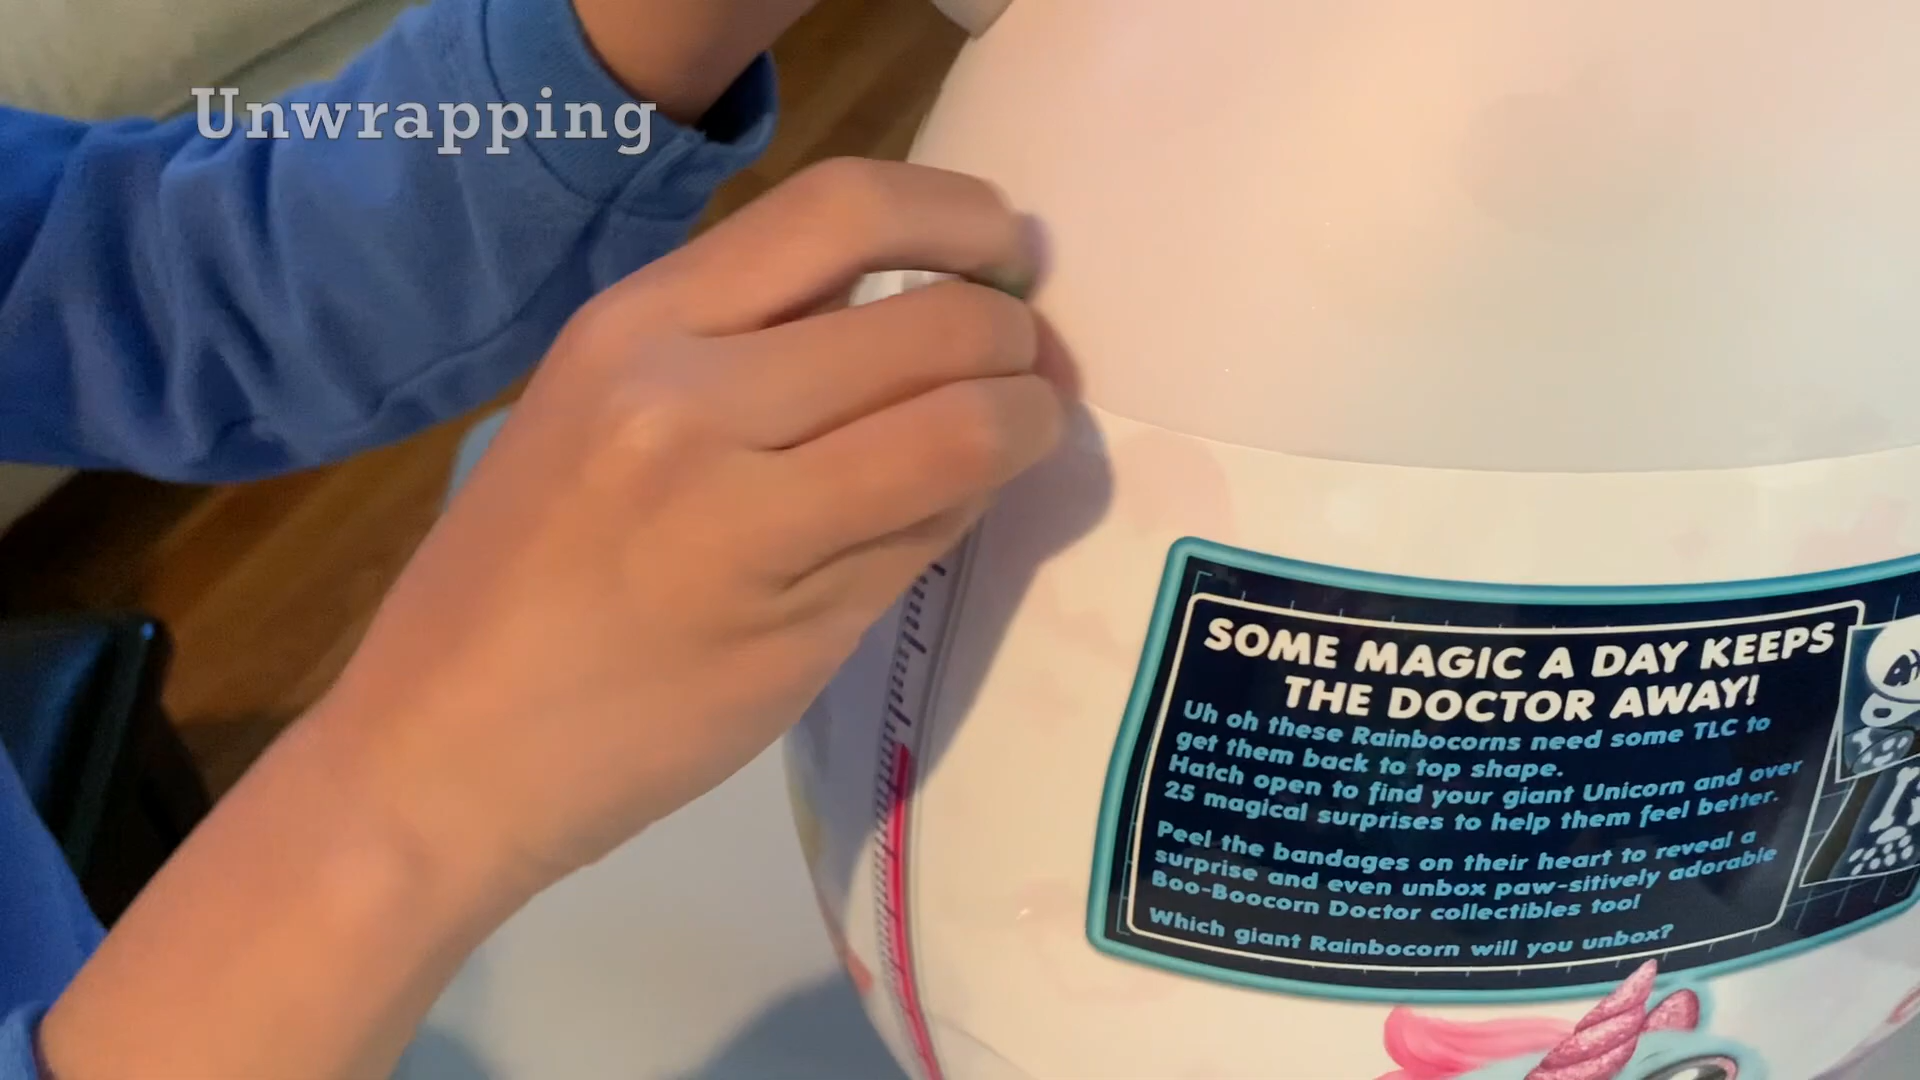 Unwrapping
SOME MAGIC A DAY KEEPS
THE DOCTOR AWAY!
Uh oh these Rainbocorns need some TLC to
get them back to top shape.
Hatch open to find your giant Unicorn and over
25 magical surprises to help them feel better.
Peel the bandages on their heart to reveal a
surprise and even unbox paw-sitively adorable
Boo-Boocorn Doctor collectibles too!
Which giant Rainbocorn will you unbox?